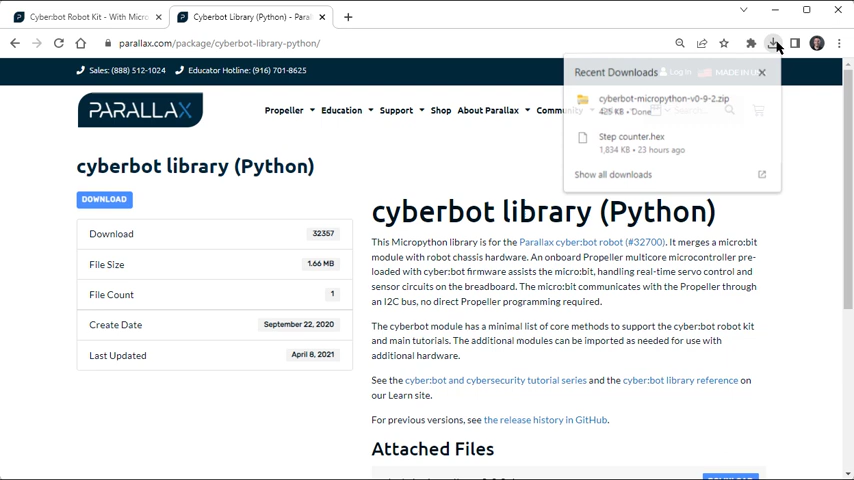 Cyber:bot Robot Kit - With Micro
Cyberbot Library (Python) - Para
parallax.com/package/cyberbot-library-python/
Sales: (888) 512-1024
Educator Hotline: (916) 701-8625
Recent Downloads
Log In
MADE IN U
cyberbot-micropython-v0-9-2.zip
425 KB • Done
Search...
Step counter.hex
1,834 KB • 23 hours ago
Show all downloads
PARALLAX
Propeller
Education
Support
Shop
About Parallax
Community
cyberbot library (Python)
DOWNLOAD
Download 32357
File Size 1.66 MB
File Count 1
Create Date September 22, 2020
Last Updated April 8, 2021
cyberbot library (Python)
This Micropython library is for the Parallax cyber:bot robot (#32700). It merges a micro:bit
module with robot chassis hardware. An onboard Propeller multicore microcontroller pre-
loaded with cyber:bot firmware assists the micro:bit, handling real-time servo control and
sensor circuits on the breadboard. The micro:bit communicates with the Propeller through
an I2C bus, no direct Propeller programming required.
The cyberbot module has a minimal list of core methods to support the cyber:bot robot kit
and main tutorials. The additional modules can be imported as needed for use with
additional hardware.
See the cyber:bot and cybersecurity tutorial series and the cyber:bot library reference on
our Learn site.
For previous versions, see the release history in GitHub.
Attached Files
DOWNLOAD